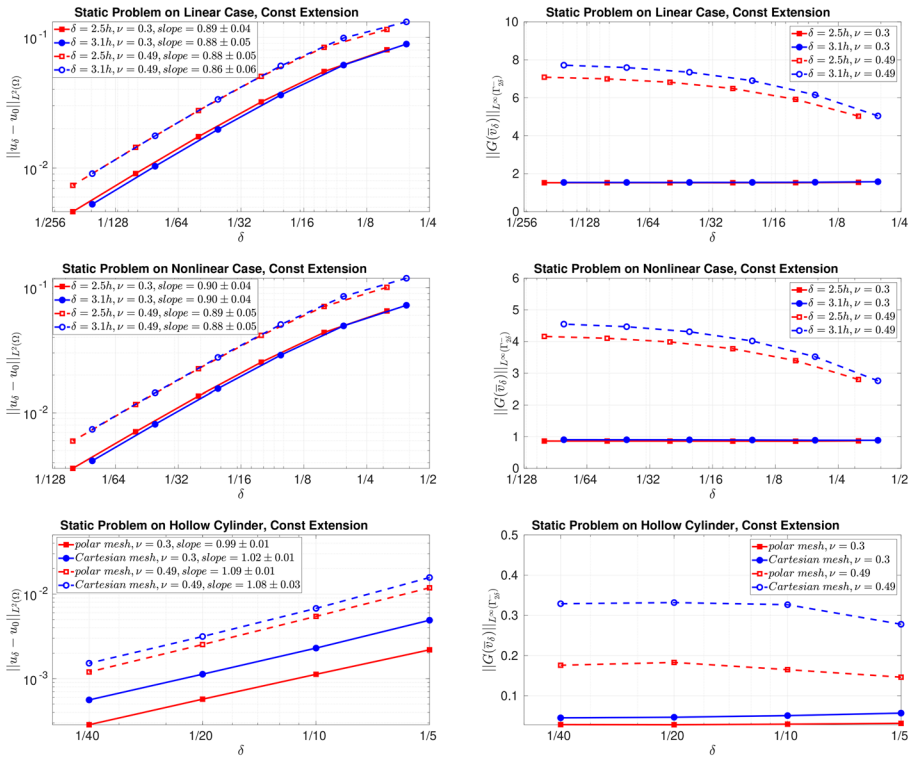 Static Problem on Linear Case, Const Extension
δ = 2.5h, ν = 0.3, slope = 0.89 ± 0.04
δ = 3.1h, ν = 0.3, slope = 0.88 ± 0.05
δ = 2.5h, ν = 0.49, slope = 0.88 ± 0.05
δ = 3.1h, ν = 0.49, slope = 0.86 ± 0.06
||u_δ − u_0||_{L²(Ω)}
10⁻¹
10⁻²
1/256 1/128 1/64 1/32 1/16 1/8 1/4
δ
Static Problem on Linear Case, Const Extension
δ = 2.5h, ν = 0.3
δ = 3.1h, ν = 0.3
δ = 2.5h, ν = 0.49
δ = 3.1h, ν = 0.49
||G(v̅_δ)||_{L^∞(Γ_{2δ}^-)}
10
8
6
4
2
0
1/256 1/128 1/64 1/32 1/16 1/8 1/4
δ
Static Problem on Nonlinear Case, Const Extension
δ = 2.5h, ν = 0.3, slope = 0.90 ± 0.04
δ = 3.1h, ν = 0.3, slope = 0.90 ± 0.04
δ = 2.5h, ν = 0.49, slope = 0.89 ± 0.05
δ = 3.1h, ν = 0.49, slope = 0.88 ± 0.05
||u_δ − u_0||_{L²(Ω)}
10⁻¹
10⁻²
1/128 1/64 1/32 1/16 1/8 1/4 1/2
δ
Static Problem on Nonlinear Case, Const Extension
δ = 2.5h, ν = 0.3
δ = 3.1h, ν = 0.3
δ = 2.5h, ν = 0.49
δ = 3.1h, ν = 0.49
||G(v̅_δ)||_{L^∞(Γ_{2δ}^-)}
6
5
4
3
2
1
0
1/128 1/64 1/32 1/16 1/8 1/4 1/2
δ
Static Problem on Hollow Cylinder, Const Extension
polar mesh, ν = 0.3, slope = 0.99 ± 0.01
Cartesian mesh, ν = 0.3, slope = 1.02 ± 0.01
polar mesh, ν = 0.49, slope = 1.09 ± 0.01
Cartesian mesh, ν = 0.49, slope = 1.08 ± 0.03
||u_δ − u_0||_{L²(Ω)}
10⁻²
10⁻³
1/40 1/20 1/10 1/5
δ
Static Problem on Hollow Cylinder, Const Extension
polar mesh, ν = 0.3
Cartesian mesh, ν = 0.3
polar mesh, ν = 0.49
Cartesian mesh, ν = 0.49
||G(v̅_δ)||_{L^∞(Γ_{2δ}^-)}
0.5
0.4
0.3
0.2
0.1
1/40 1/20 1/10 1/5
δ